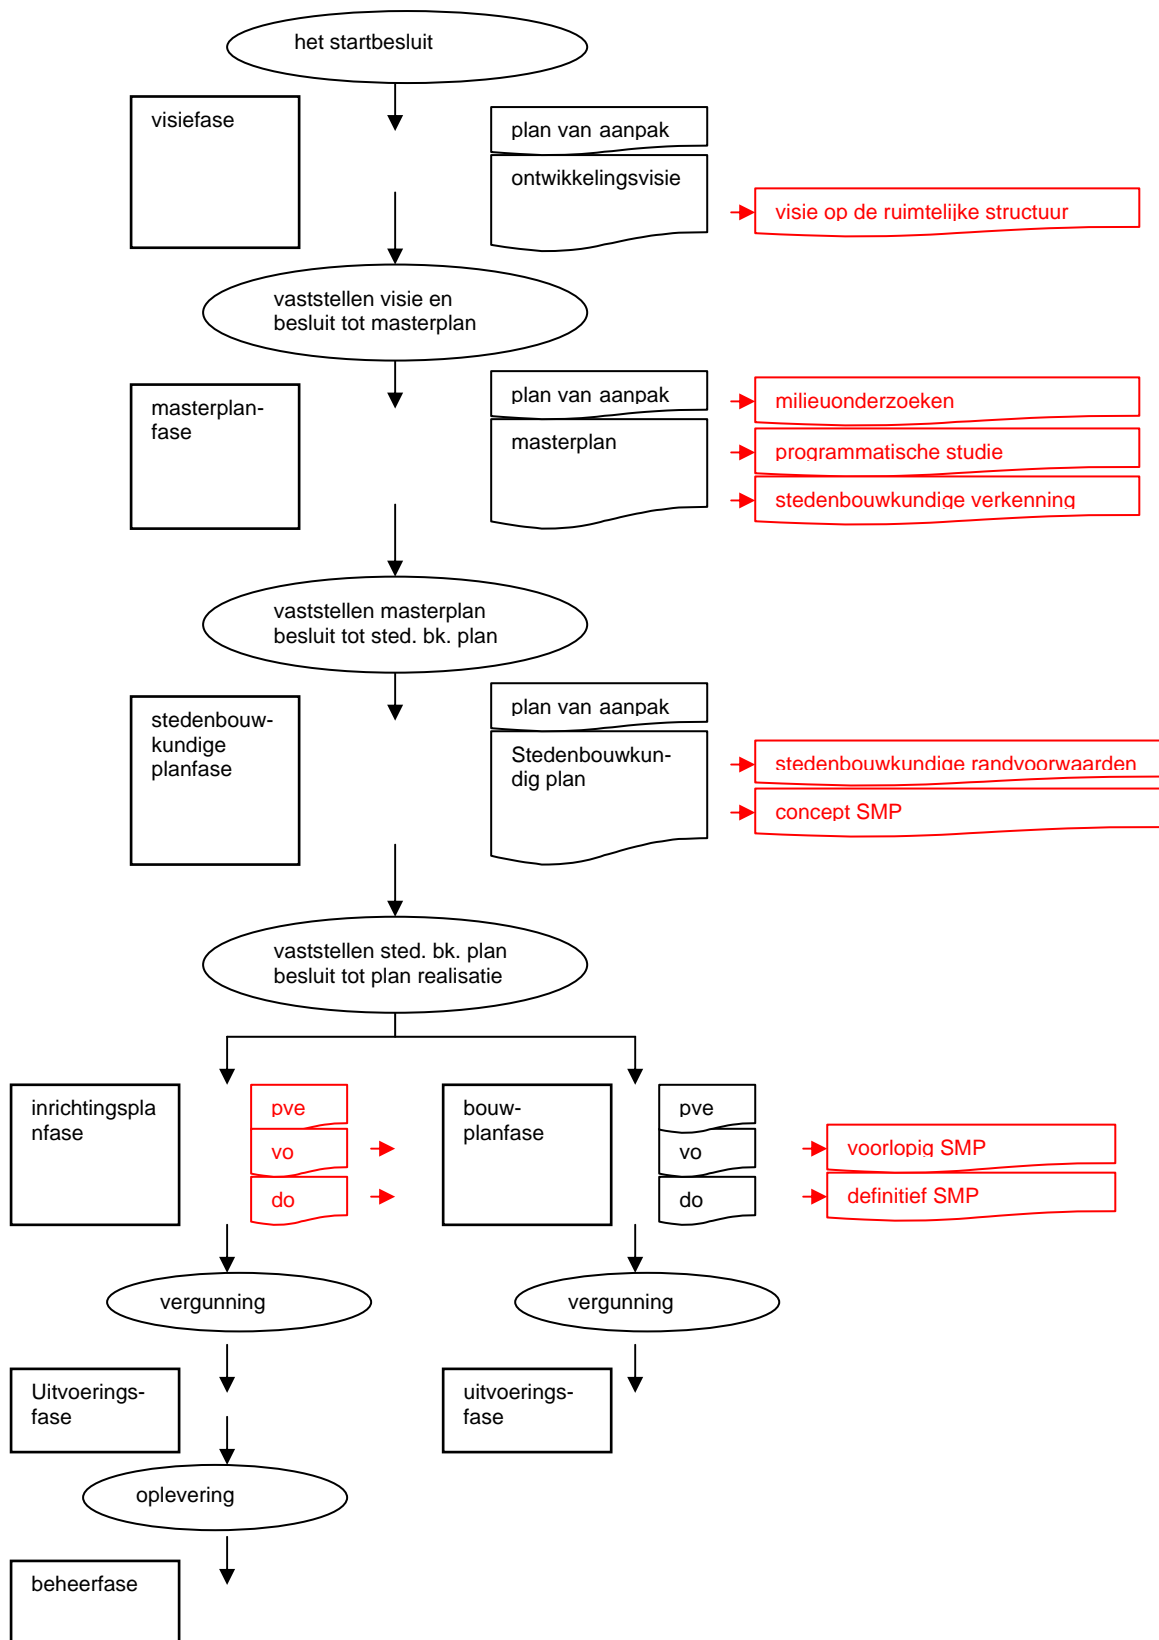 het startbesluit
visiefase
plan van aanpak
ontwikkelingsvisie
visie op de ruimtelijke structuur
vaststellen visie en
besluit tot masterplan
masterplan-
fase
plan van aanpak
masterplan
milieuonderzoeken
programmatische studie
stedenbouwkundige verkenning
vaststellen masterplan
besluit tot sted. bk. plan
stedenbouw-
kundige
planfase
plan van aanpak
Stedenbouwkun-
dig plan
stedenbouwkundige randvoorwaarden
concept SMP
vaststellen sted. bk. plan
besluit tot plan realisatie
inrichtingspla
nfase
pve
vo
do
bouw-
planfase
pve
vo
do
voorlopig SMP
definitief SMP
vergunning
vergunning
Uitvoerings-
fase
uitvoerings-
fase
oplevering
beheerfase